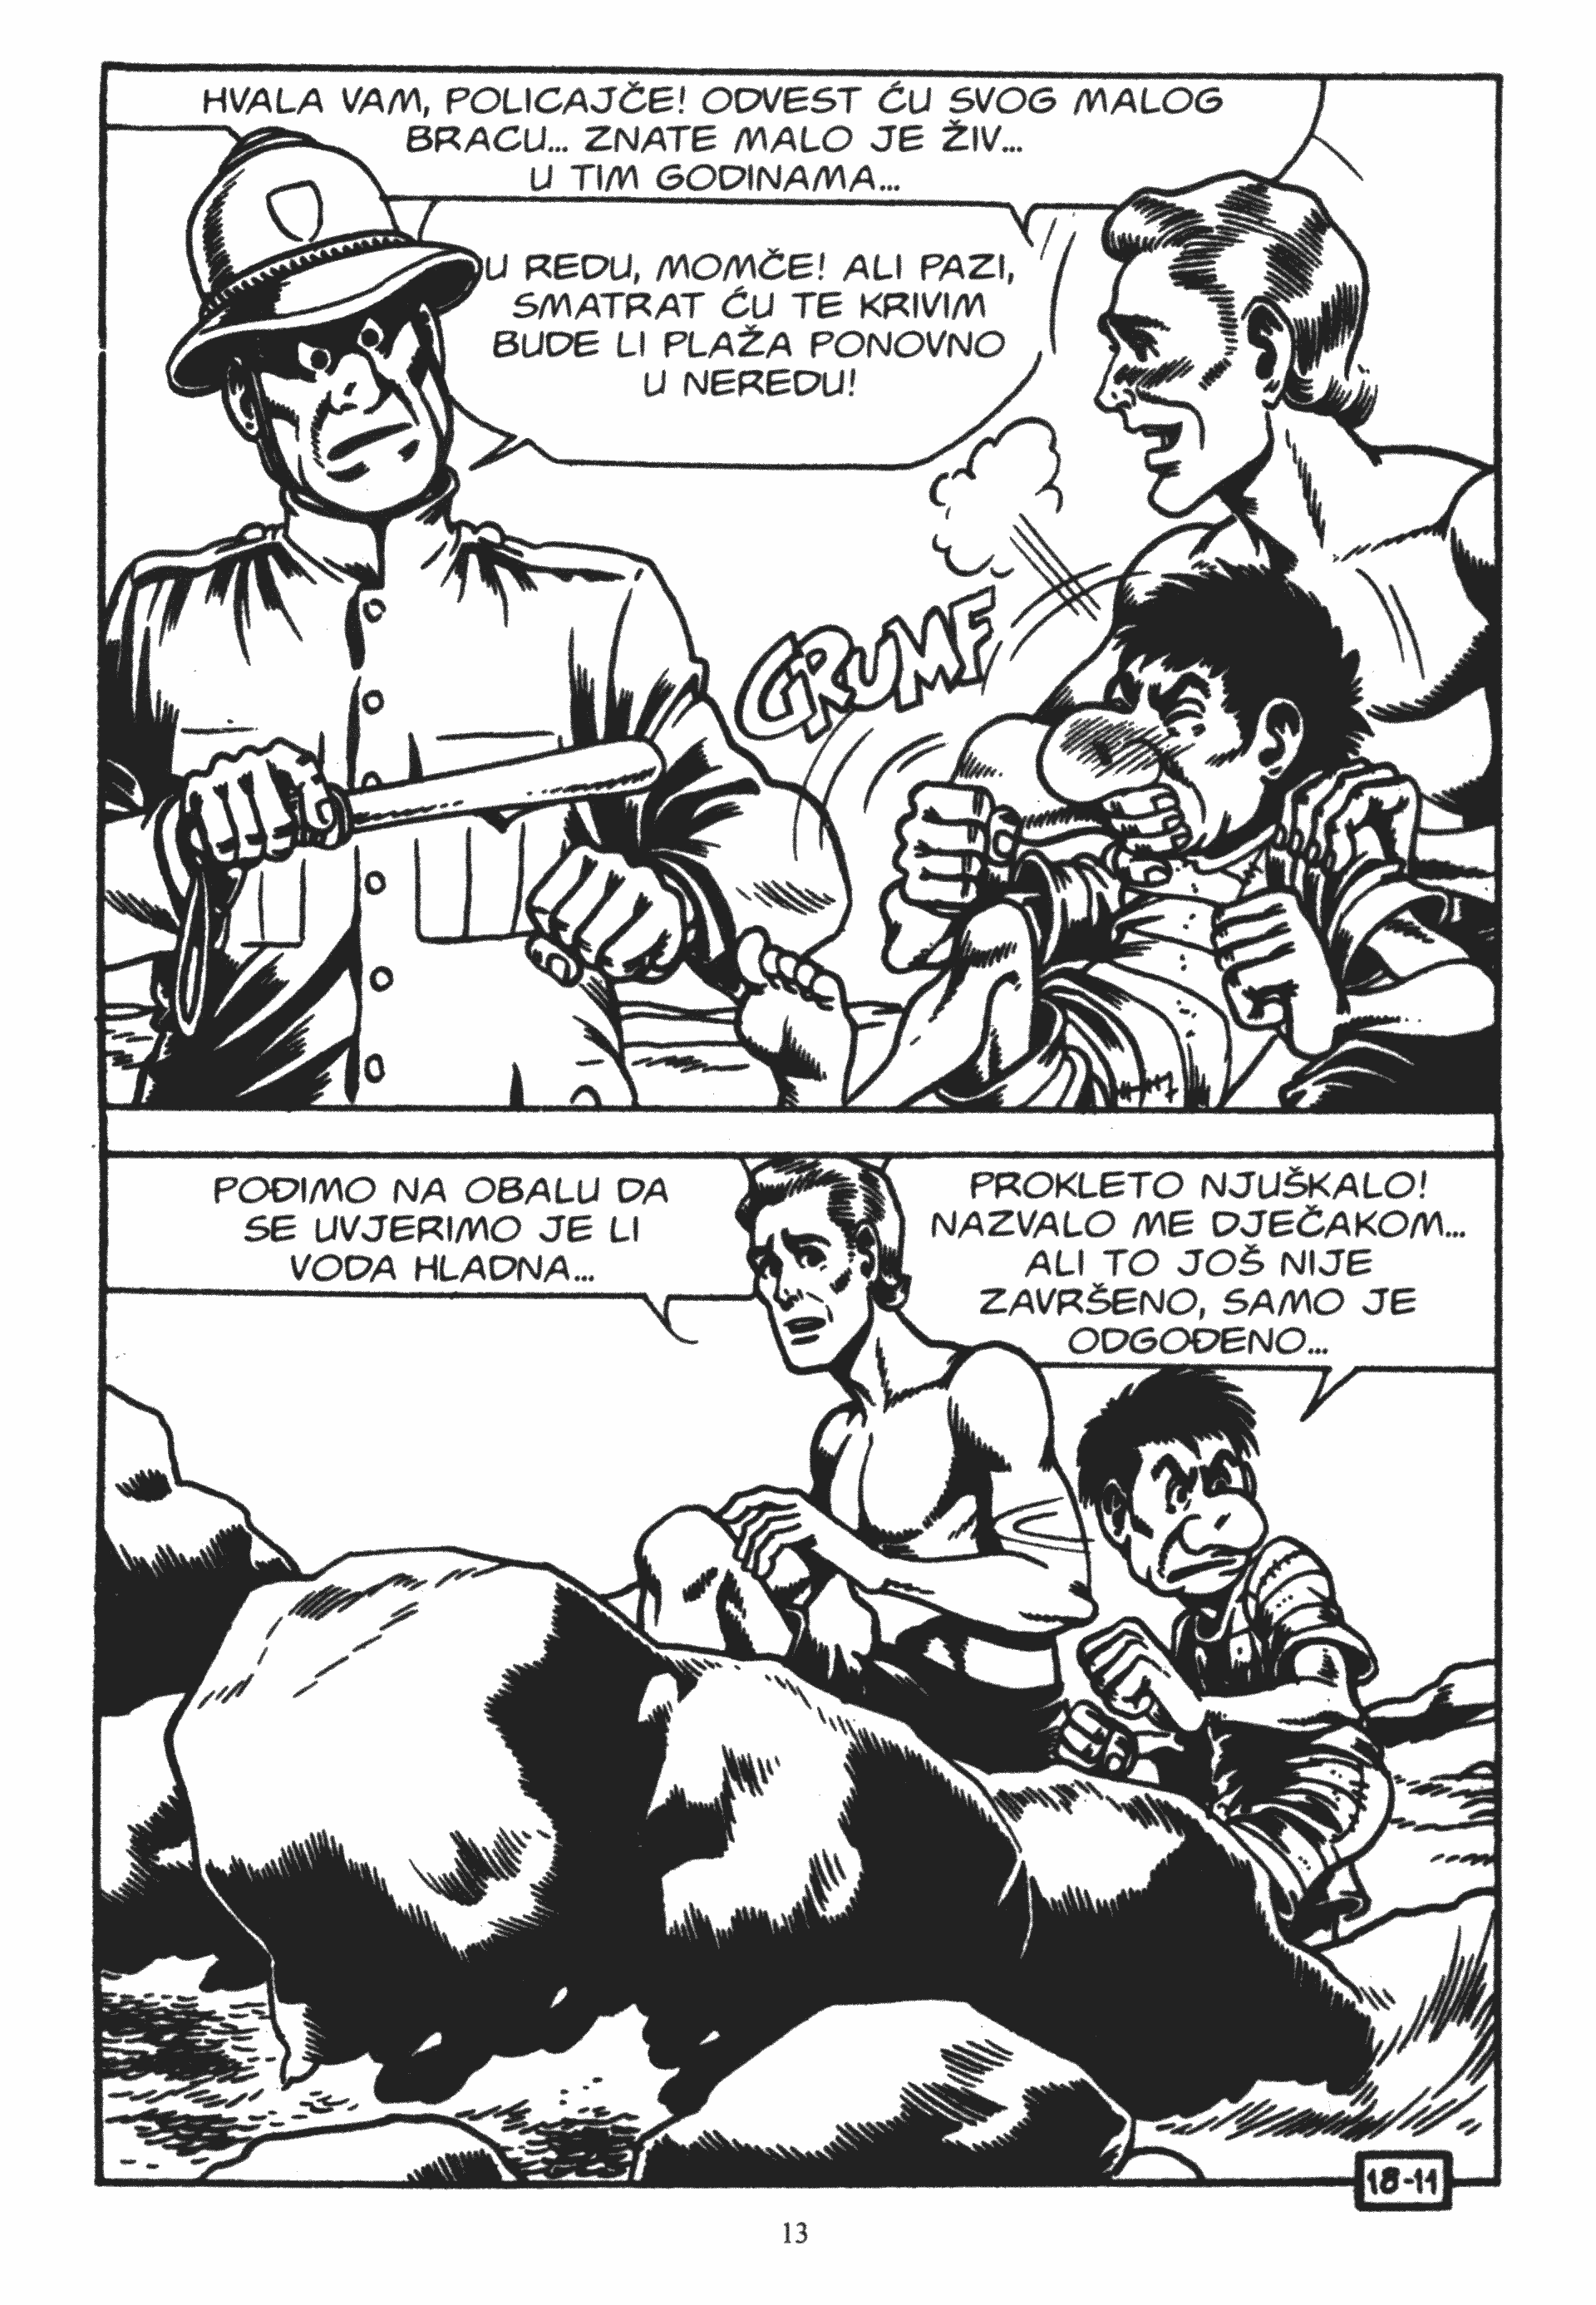 HVALA VAM, POLICAJČE! ODVEST ĆU SVOG MALOG
BRACU... ZNATE MALO JE ŽIV...
U TIM GODINAMA...
U REDU, MOMČE! ALI PAZI,
SMATRAT ĆU TE KRIVIM
BUDE LI PLAŽA PONOVNO
U NEREDU!
GRUMF
POĐIMO NA OBALU DA
SE UVJERIMO JE LI
VODA HLADNA...
PROKLETO NJUŠKALO!
NAZVALO ME DJEČAKOM...
ALI TO JOŠ NIJE
ZAVRŠENO, SAMO JE
ODGOĐENO...
18-11
13